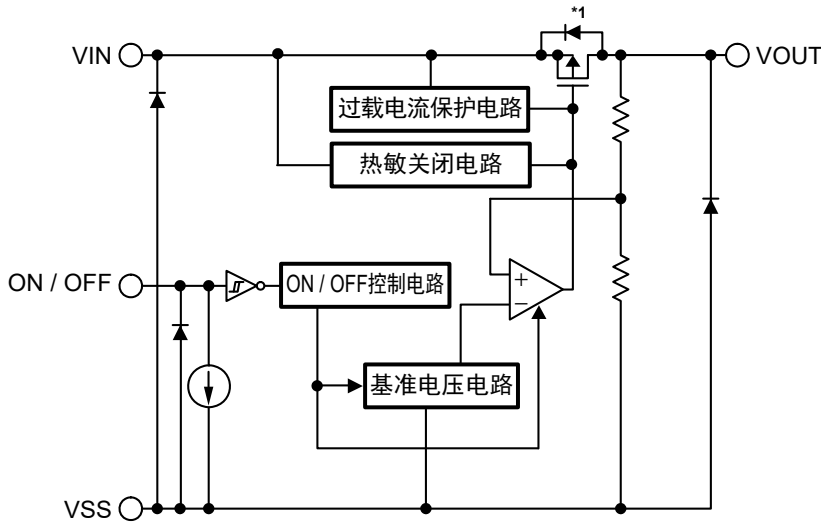 *1
VIN
VOUT
过载电流保护电路
热敏关闭电路
ON / OFF
ON / OFF控制电路
+
−
基准电压电路
VSS